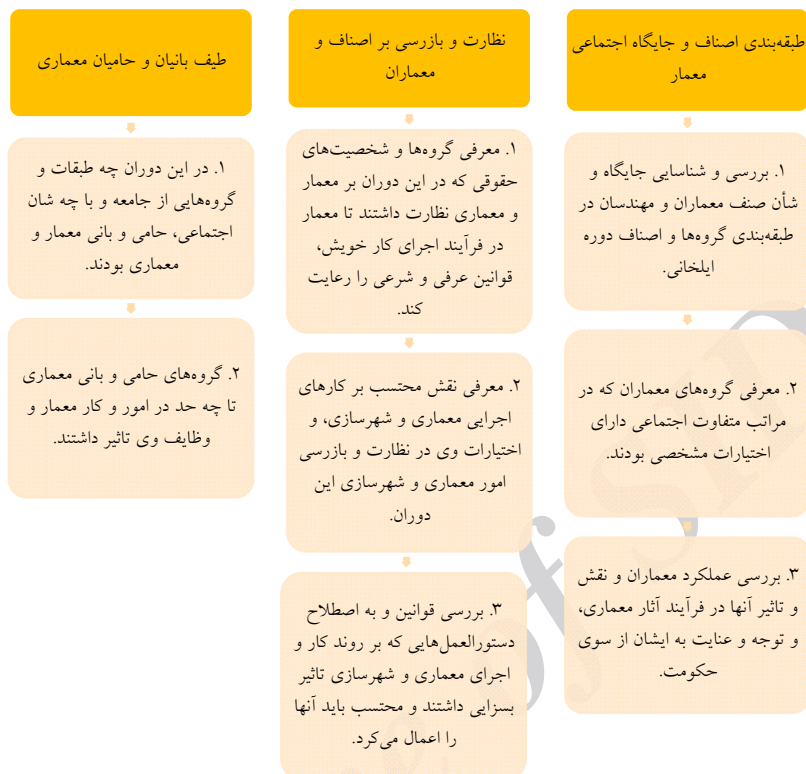 طبقه‌بندی اصناف و جایگاه اجتماعی
معمار
۱. بررسی و شناسایی جایگاه و
شأن صنف معماران و مهندسان در
طبقه‌بندی گروه‌ها و اصناف دوره
ایلخانی.
۲. معرفی گروه‌های معماران که در
مراتب متفاوت اجتماعی دارای
اختیارات مشخصی بودند.
۳. بررسی عملکرد معماران و نقش
و تاثیر آنها در فرآیند آثار معماری،
و توجه و عنایت به ایشان از سوی
حکومت.
نظارت و بازرسی بر اصناف و
معماران
۱. معرفی گروه‌ها و شخصیت‌های
حقوقی که در این دوران بر معمار
و معماری نظارت داشتند تا معمار
در فرآیند اجرای کار خویش،
قوانین عرفی و شرعی را رعایت
کند.
۲. معرفی نقش محتسب بر کارهای
اجرایی معماری و شهرسازی، و
اختیارات وی در نظارت و بازرسی
امور معماری و شهرسازی این
دوران.
۳. بررسی قوانین و به اصطلاح
دستورالعمل‌هایی که بر روند کار و
اجرای معماری و شهرسازی تاثیر
بسزایی داشتند و محتسب باید آنها
را اعمال می‌کرد.
طیف بانیان و حامیان معماری
۱. در این دوران چه طبقات و
گروه‌هایی از جامعه و با چه شان
اجتماعی، حامی و بانی معمار و
معماری بودند.
۲. گروه‌های حامی و بانی معماری
تا چه حد در امور و کار معمار و
وظایف وی تاثیر داشتند.